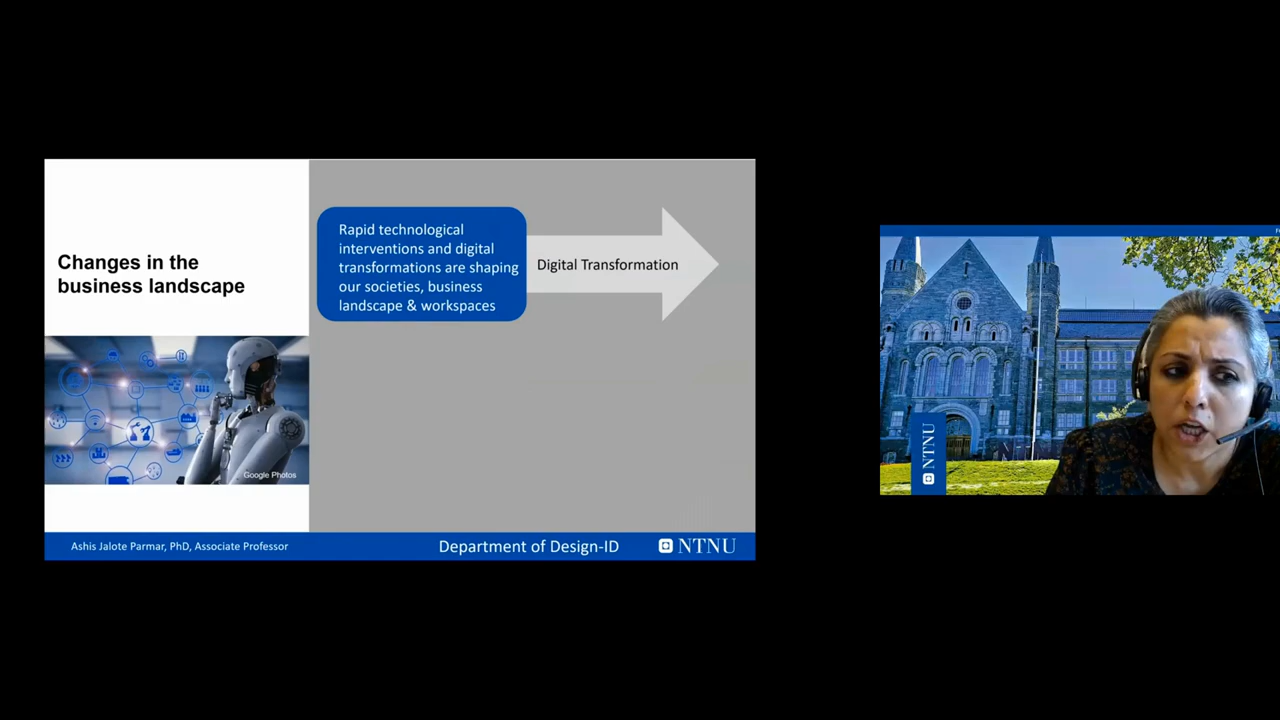 Changes in the
business landscape
Rapid technological
interventions and digital
transformations are shaping
our societies, business
landscape & workspaces
Digital Transformation
Google Photos
Ashis Jalote Parmar, PhD, Associate Professor
Department of Design-ID
NTNU
NTNU